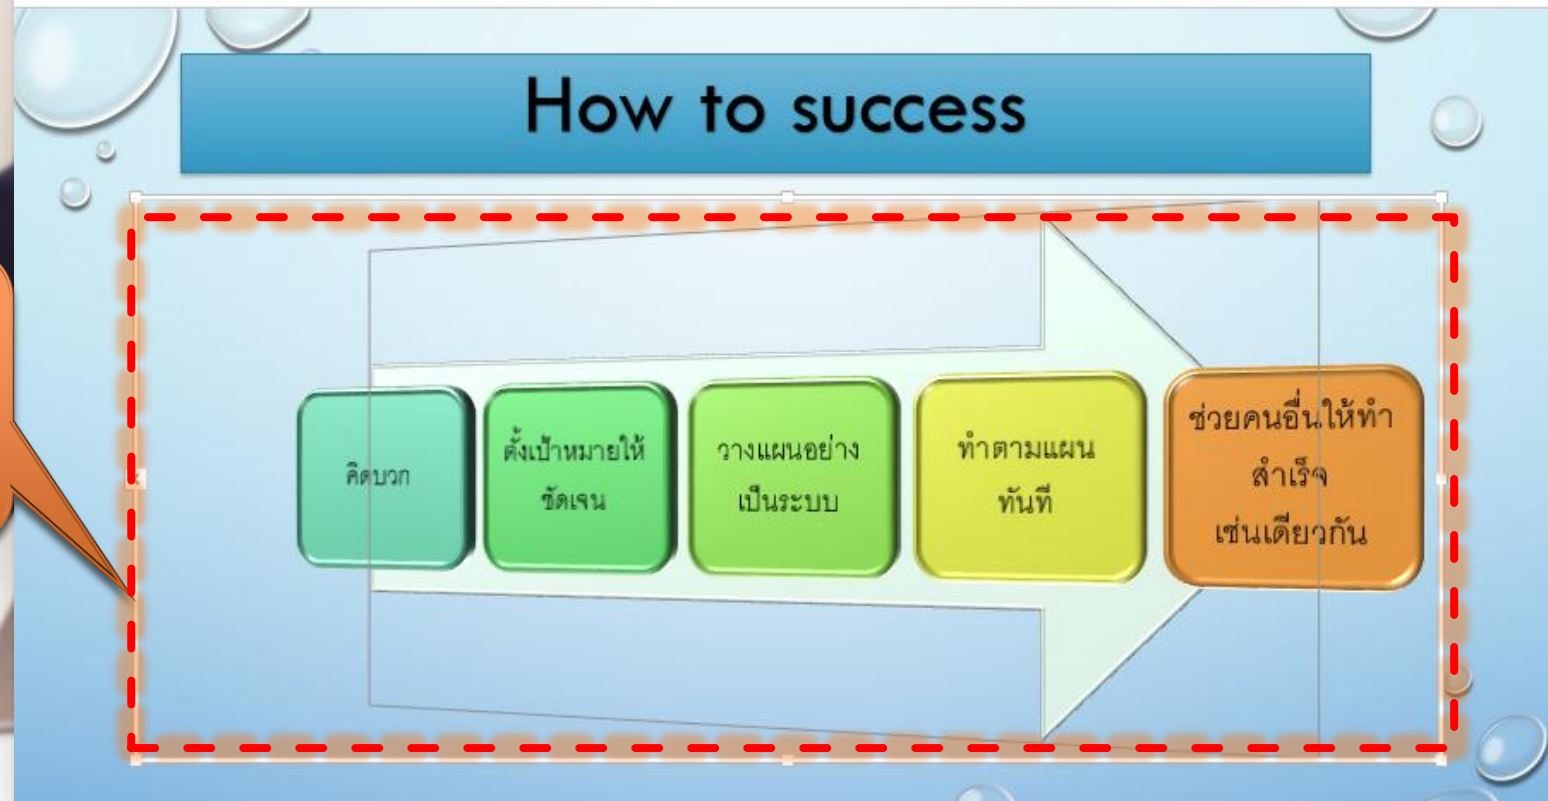 How to success
คิดบวก
ตั้งเป้าหมายให้
ชัดเจน
วางแผนอย่าง
เป็นระบบ
ทำตามแผน
ทันที
ช่วยคนอื่นให้ทำ
สำเร็จ
เช่นเดียวกัน